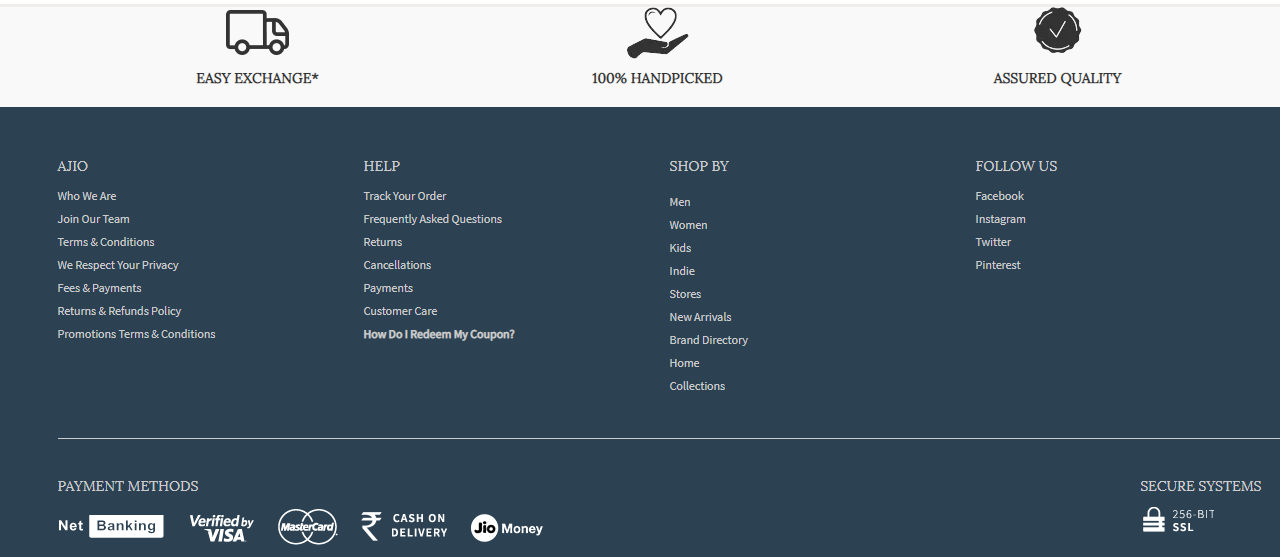 EASY EXCHANGE*
100% HANDPICKED
ASSURED QUALITY
AJIO
Who We Are
Join Our Team
Terms & Conditions
We Respect Your Privacy
Fees & Payments
Returns & Refunds Policy
Promotions Terms & Conditions
HELP
Track Your Order
Frequently Asked Questions
Returns
Cancellations
Payments
Customer Care
How Do I Redeem My Coupon?
SHOP BY
Men
Women
Kids
Indie
Stores
New Arrivals
Brand Directory
Home
Collections
FOLLOW US
Facebook
Instagram
Twitter
Pinterest
PAYMENT METHODS
Net Banking
Verified by
VISA
MasterCard
₹ CASH ON
DELIVERY
Jio Money
SECURE SYSTEMS
256-BIT
SSL